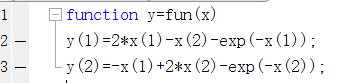 1 function y=fun(x)
2 — y(1)=2*x(1)-x(2)-exp(-x(1));
3 — y(2)=-x(1)+2*x(2)-exp(-x(2));